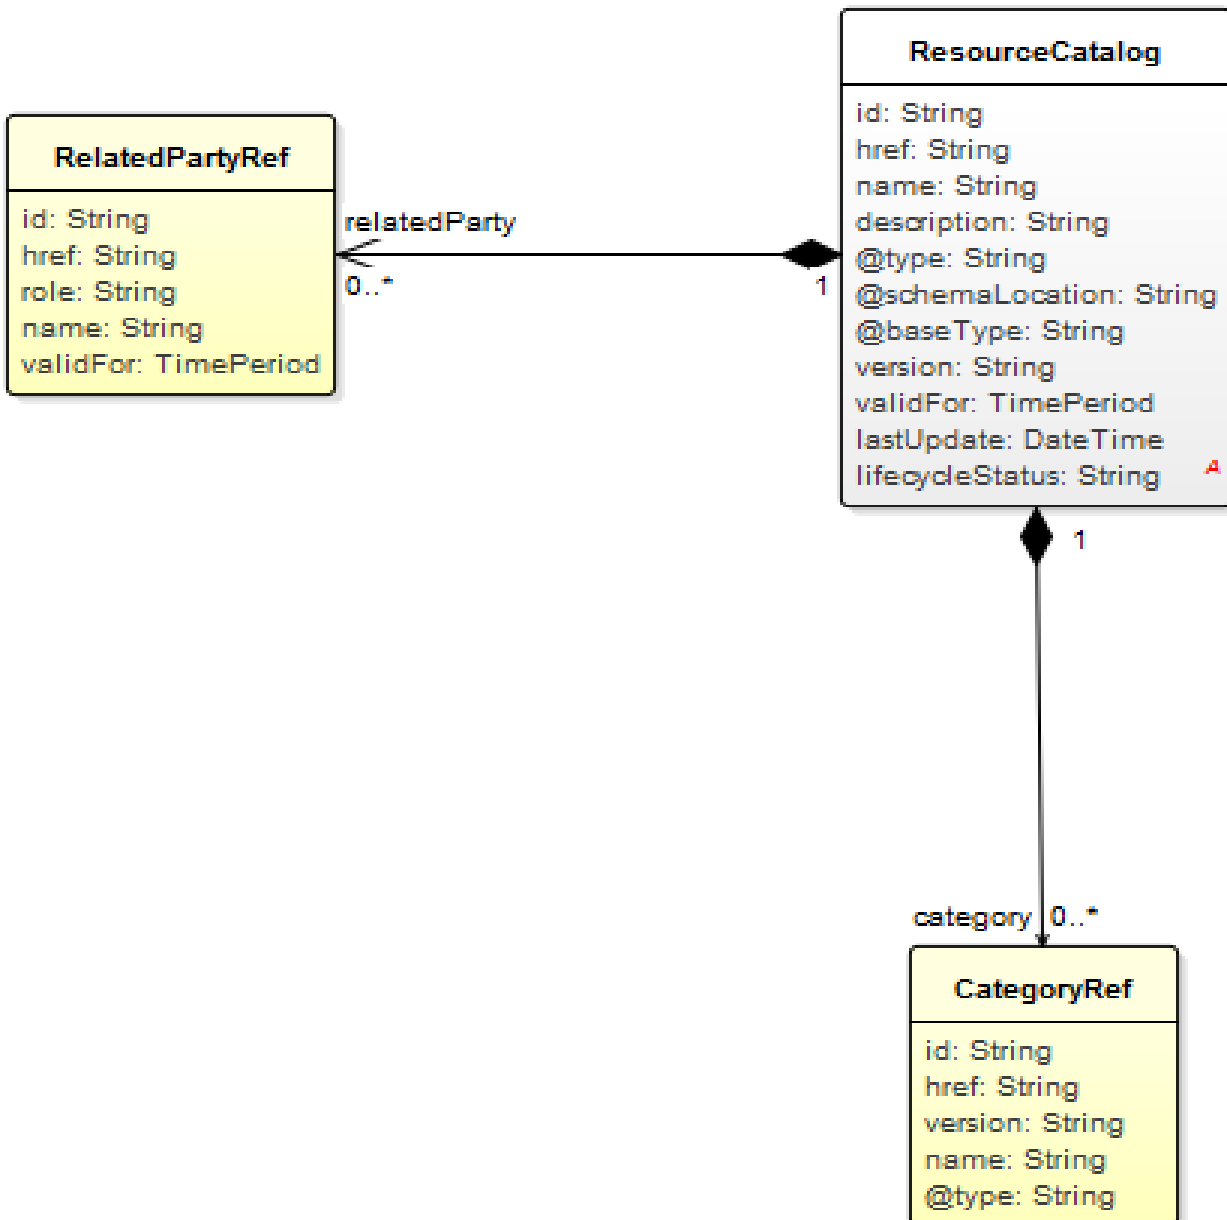 ResourceCatalog
id: String
href: String
name: String
description: String
@type: String
@schemaLocation: String
@baseType: String
version: String
validFor: TimePeriod
lastUpdate: DateTime
lifecycleStatus: String
A
RelatedPartyRef
id: String
href: String
role: String
name: String
validFor: TimePeriod
relatedParty
0..*
1
1
category
0..*
CategoryRef
id: String
href: String
version: String
name: String
@type: String